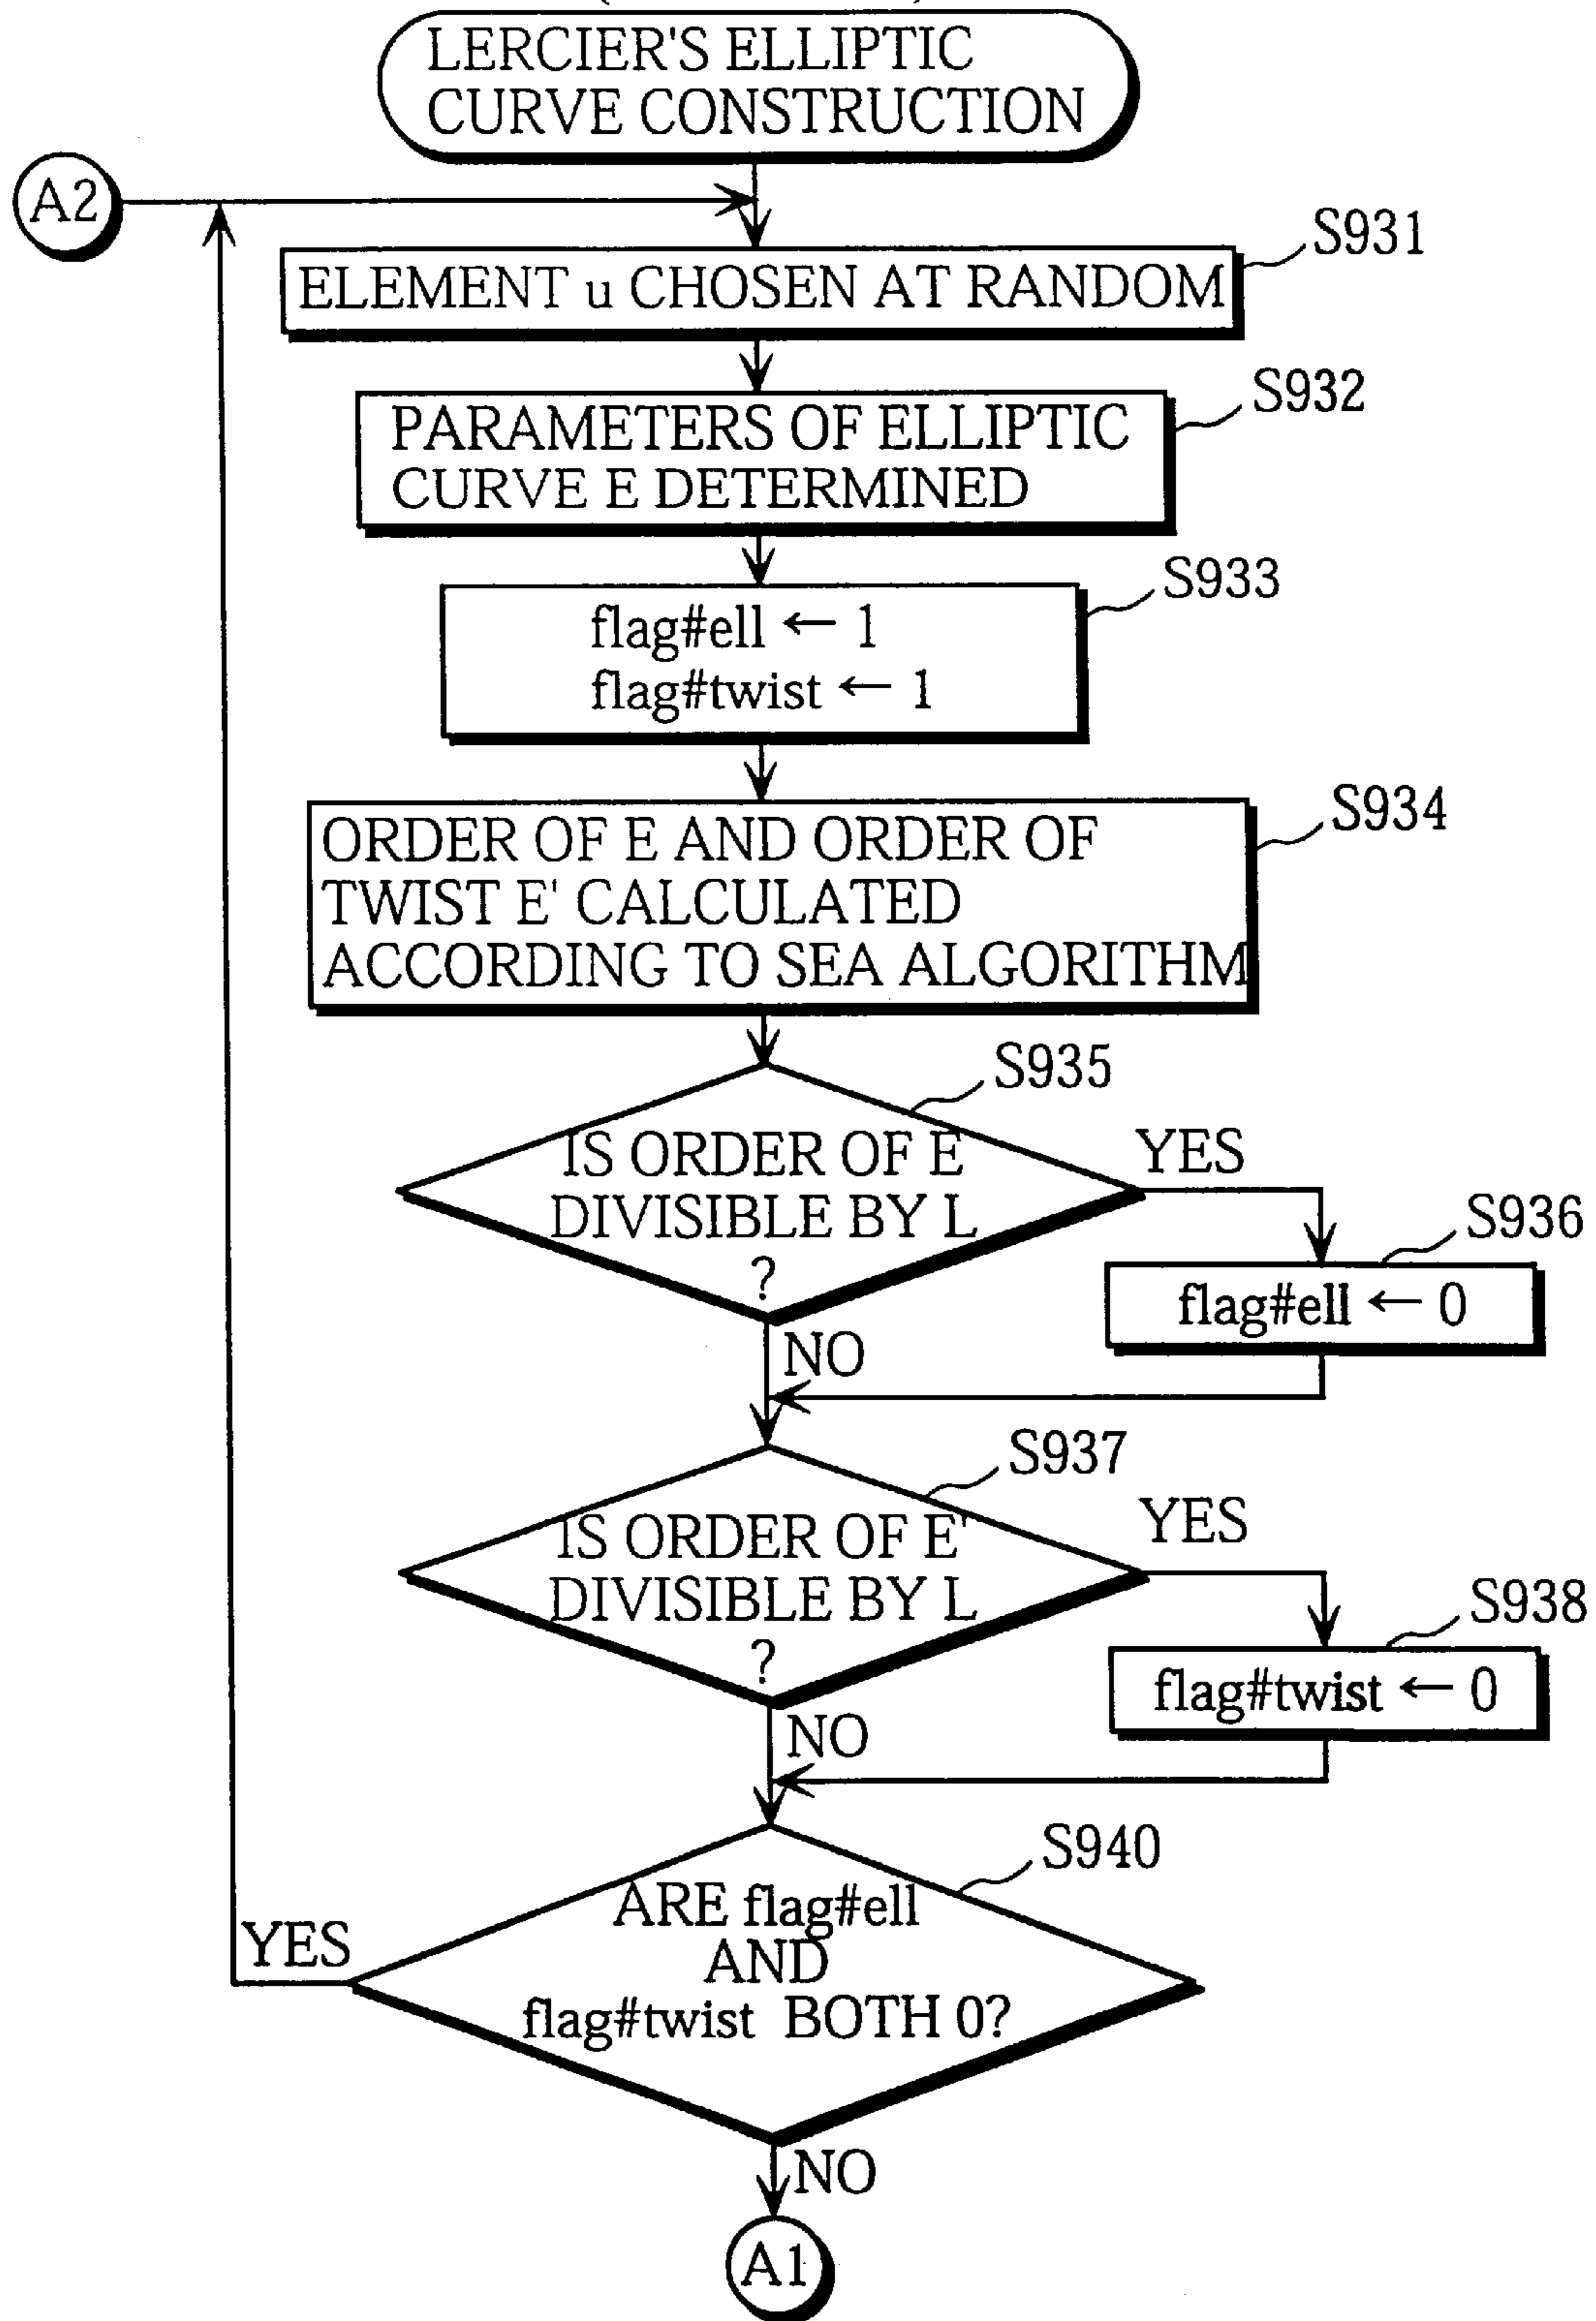 LERCIER'S ELLIPTIC
CURVE CONSTRUCTION
A2
S931
ELEMENT u CHOSEN AT RANDOM
S932
PARAMETERS OF ELLIPTIC
CURVE E DETERMINED
S933
flag#ell ← 1
flag#twist ← 1
S934
ORDER OF E AND ORDER OF
TWIST E' CALCULATED
ACCORDING TO SEA ALGORITHM
S935
IS ORDER OF E
DIVISIBLE BY L
?
YES
S936
flag#ell ← 0
NO
S937
IS ORDER OF E'
DIVISIBLE BY L
?
YES
S938
flag#twist ← 0
NO
S940
ARE flag#ell
AND
flag#twist BOTH 0?
YES
NO
A1